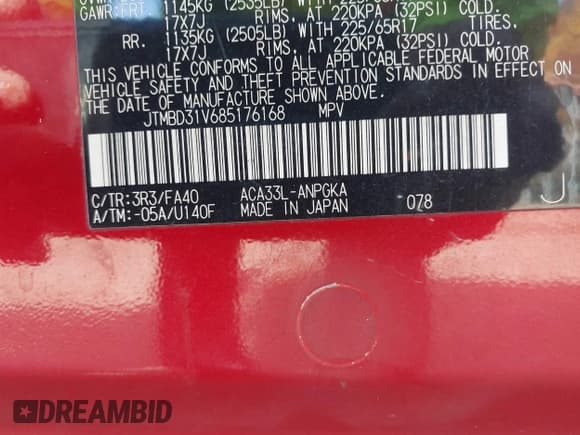 GAWR:FRT. 1145KG (2535LB) WITH
17X7J RIMS, AT 220KPA (32PSI) COLD.
RR. 1135KG (2505LB) WITH 225/65R17 TIRES,
17X7J RIMS, AT 220KPA (32PSI) COLD.
THIS VEHICLE CONFORMS TO ALL APPLICABLE FEDERAL MOTOR
VEHICLE SAFETY AND THEFT PREVENTION STANDARDS IN EFFECT ON
THE DATE OF MANUFACTURE SHOWN ABOVE.
JTMBD31V685176168 MPV
C/TR:3R3/FA40 ACA33L-ANPGKA
A/TM:-05A/U140F MADE IN JAPAN 078
J
DREAMBID